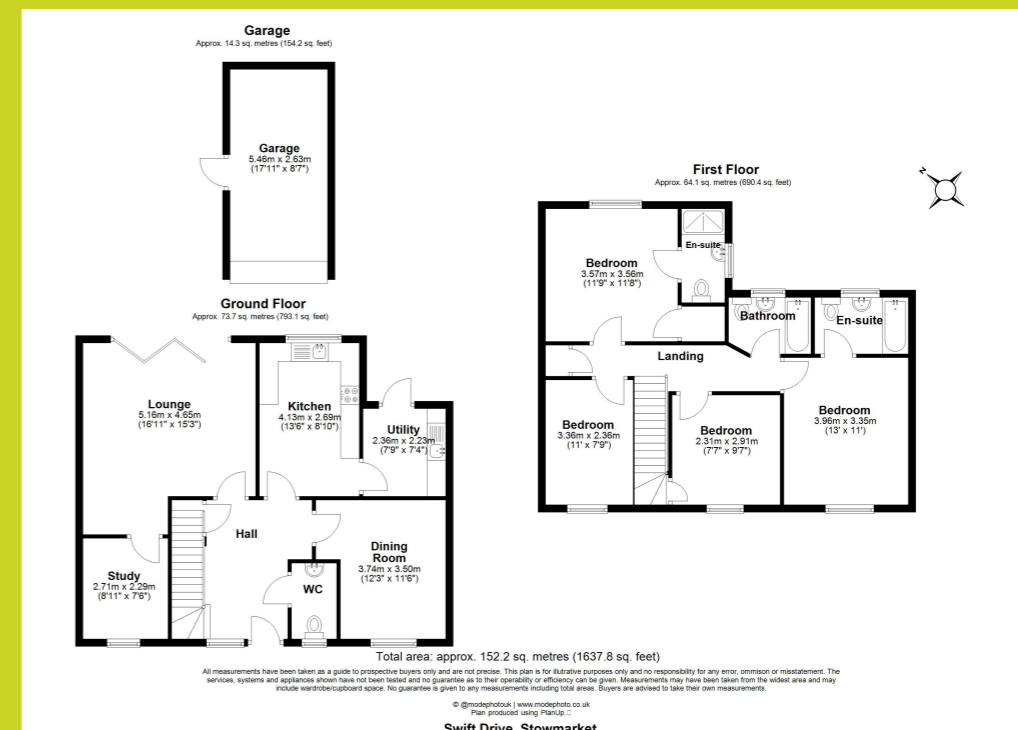 Garage
Approx. 14.3 sq. metres (154.2 sq. feet)
Garage
5.46m x 2.63m
(17'11" x 8'7")
First Floor
Approx. 64.1 sq. metres (690.4 sq. feet)
N
En-suite
Bedroom
3.57m x 3.56m
(11'9" x 11'8")
Bathroom
En-suite
Landing
Bedroom
3.36m x 2.36m
(11' x 7'9")
Bedroom
2.31m x 2.91m
(7'7" x 9'7")
Bedroom
3.96m x 3.35m
(13' x 11')
Ground Floor
Approx. 73.7 sq. metres (793.1 sq. feet)
Lounge
5.16m x 4.65m
(16'11" x 15'3")
Kitchen
4.13m x 2.69m
(13'6" x 8'10")
Utility
2.36m x 2.23m
(7'9" x 7'4")
Hall
Dining
Room
3.74m x 3.50m
(12'3" x 11'6")
Study
2.71m x 2.29m
(8'11" x 7'6")
WC
Total area: approx. 152.2 sq. metres (1637.8 sq. feet)
All measurements have been taken as a guide to prospective buyers only and are not precise. This plan is for illutrative purposes only and no responsibility for any error, ommison or misstatement. The
services, systems and appliances shown have not been tested and no guarantee as to their operability or efficiency can be given. Measurements may have been taken from the widest area and may
include wardrobe/cupboard space. No guarantee is given to any measurements including total areas. Buyers are advised to take their own measurements.
© @modephotouk | www.modephoto.co.uk
Plan produced using PlanUp.
Swift Drive, Stowmarket